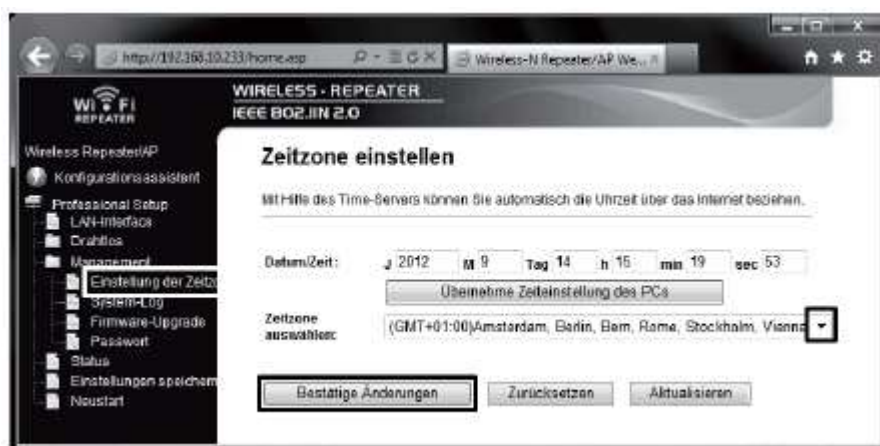 http://192.168.10.233/home.asp
Wireless-N Repeater/AP We...
Wi Fi
REPEATER
WIRELESS - REPEATER
IEEE 802.11N 2.0
Wireless Repeater/AP
Konfigurationsassistent
Professional Setup
LAN-Interface
Drahtlos
Management
Einstellung der Zeitzo
System-Log
Firmware-Upgrade
Passwort
Status
Einstellungen speichern
Neustart
Zeitzone einstellen
Mit Hilfe des Time-Servers können Sie automatisch die Uhrzeit über das Internet beziehen.
Datum/Zeit: J 2012 M 9 Tag 14 h 15 min 19 sec 53
Übernehme Zeiteinstellung des PCs
Zeitzone
auswählen: (GMT+01:00)Amsterdam, Berlin, Bern, Rome, Stockholm, Vienna
Bestätige Änderungen Zurücksetzen Aktualisieren